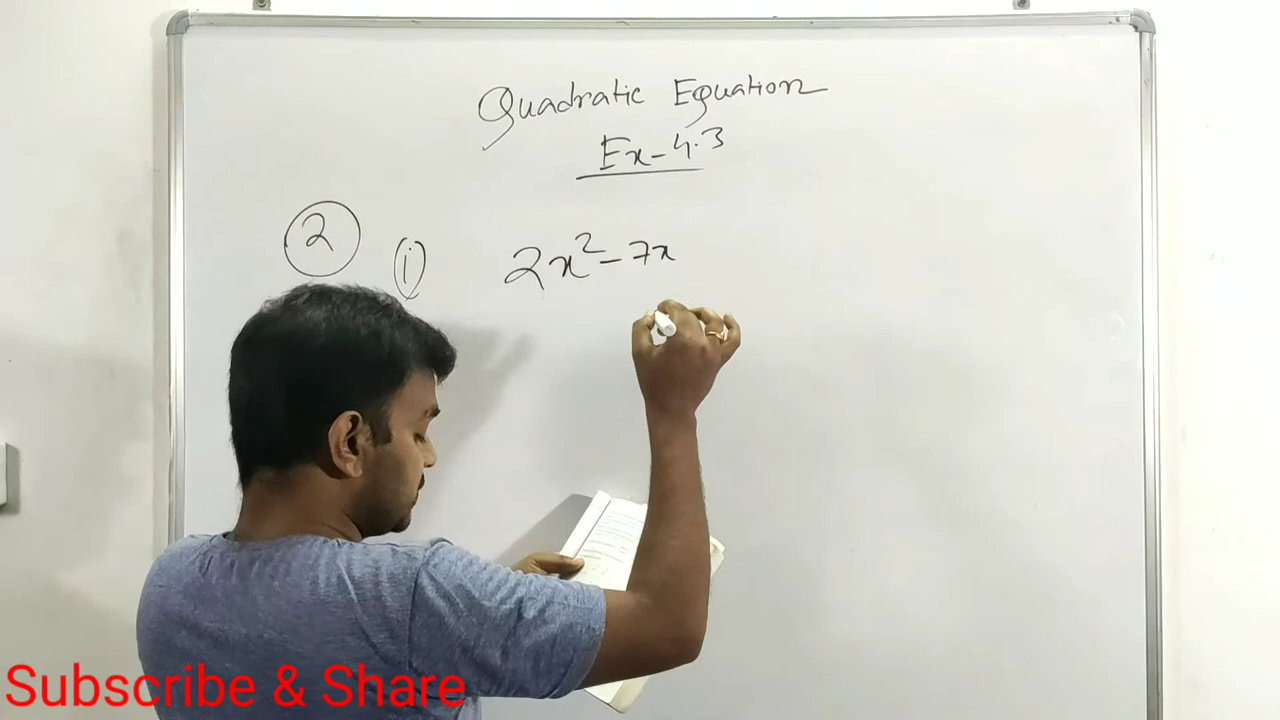 Quadratic Equation
Ex-4.3
2 (i) 2x²-7x
Subscribe & Share